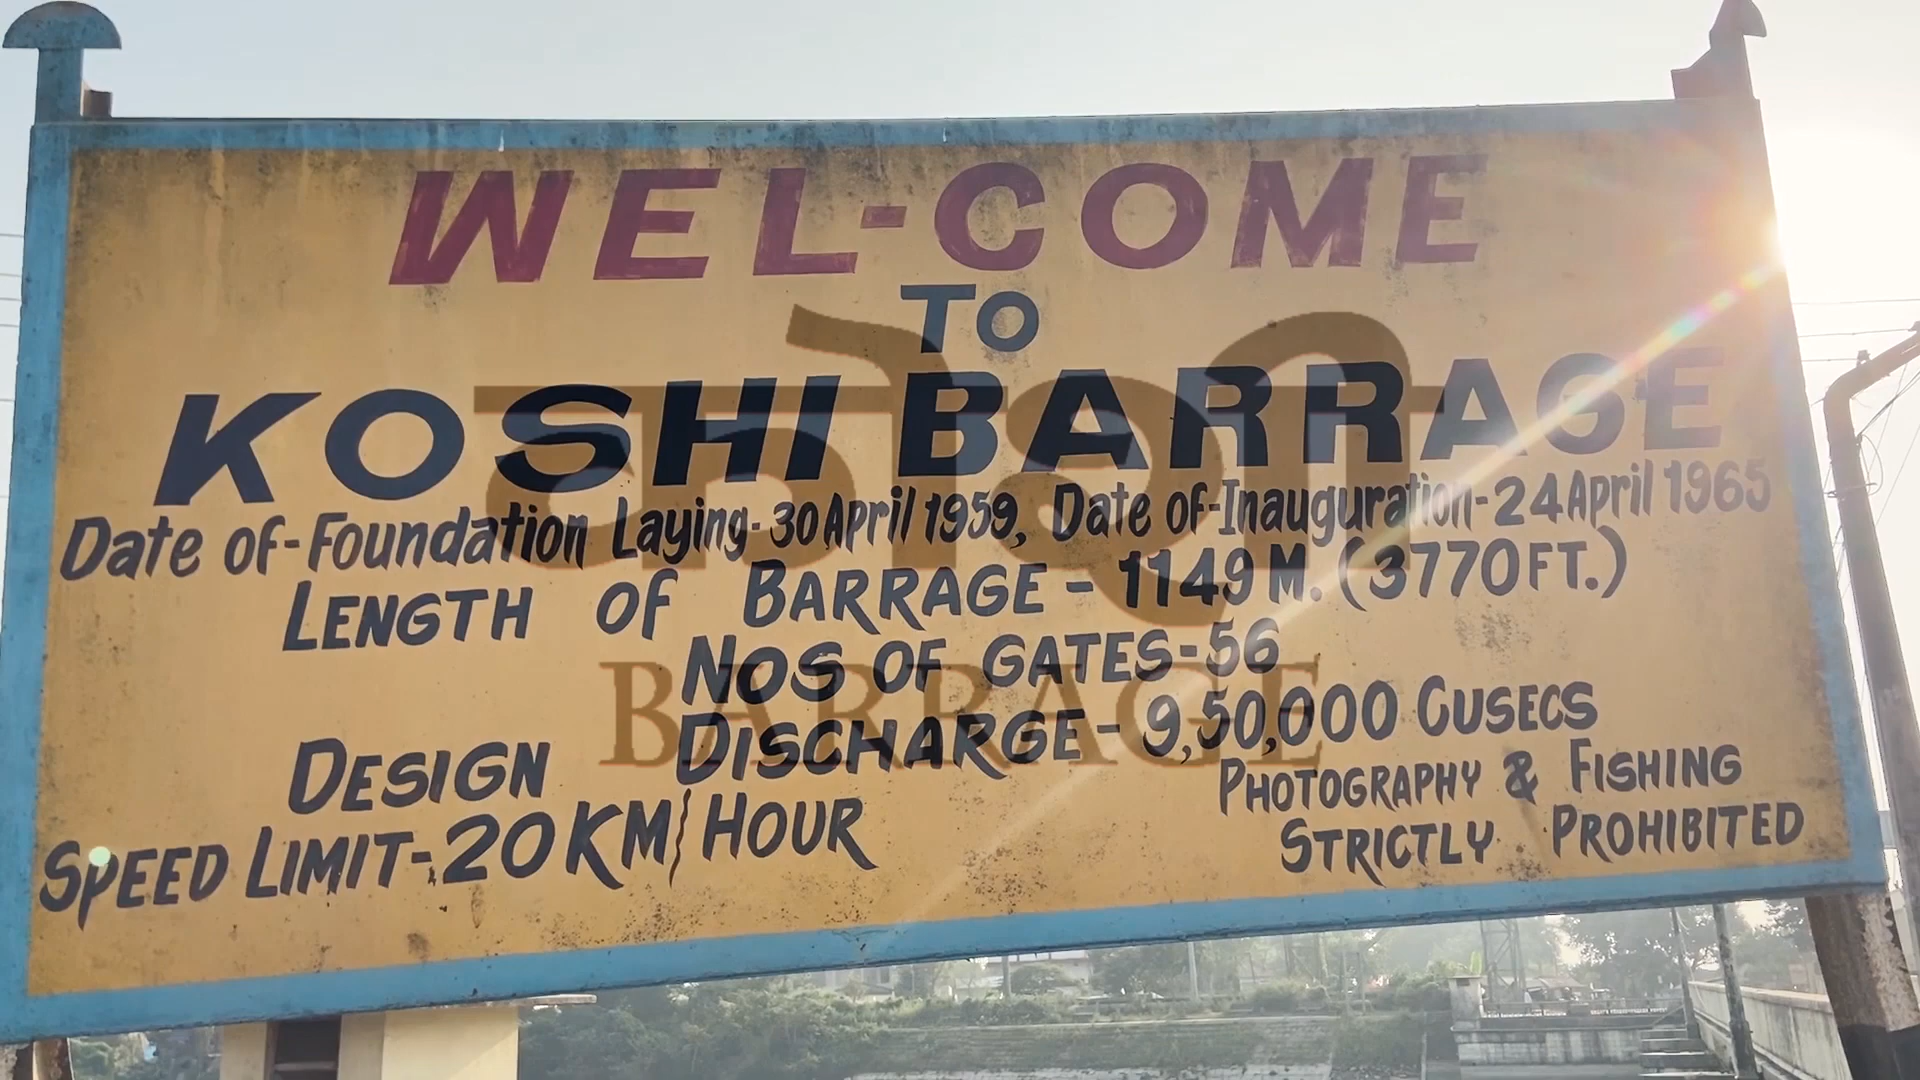 WEL-COME
TO
KOSHI BARRAGE
Date of-Foundation Laying-30 April 1959, Date of-Inauguration-24 April 1965
LENGTH OF BARRAGE - 1149 M. (3770 FT.)
NOS OF GATES-56
DESIGN DISCHARGE-9,50,000 CUSECS
SPEED LIMIT-20 KM/HOUR
PHOTOGRAPHY & FISHING
STRICTLY PROHIBITED
कोशी
BARRAGE